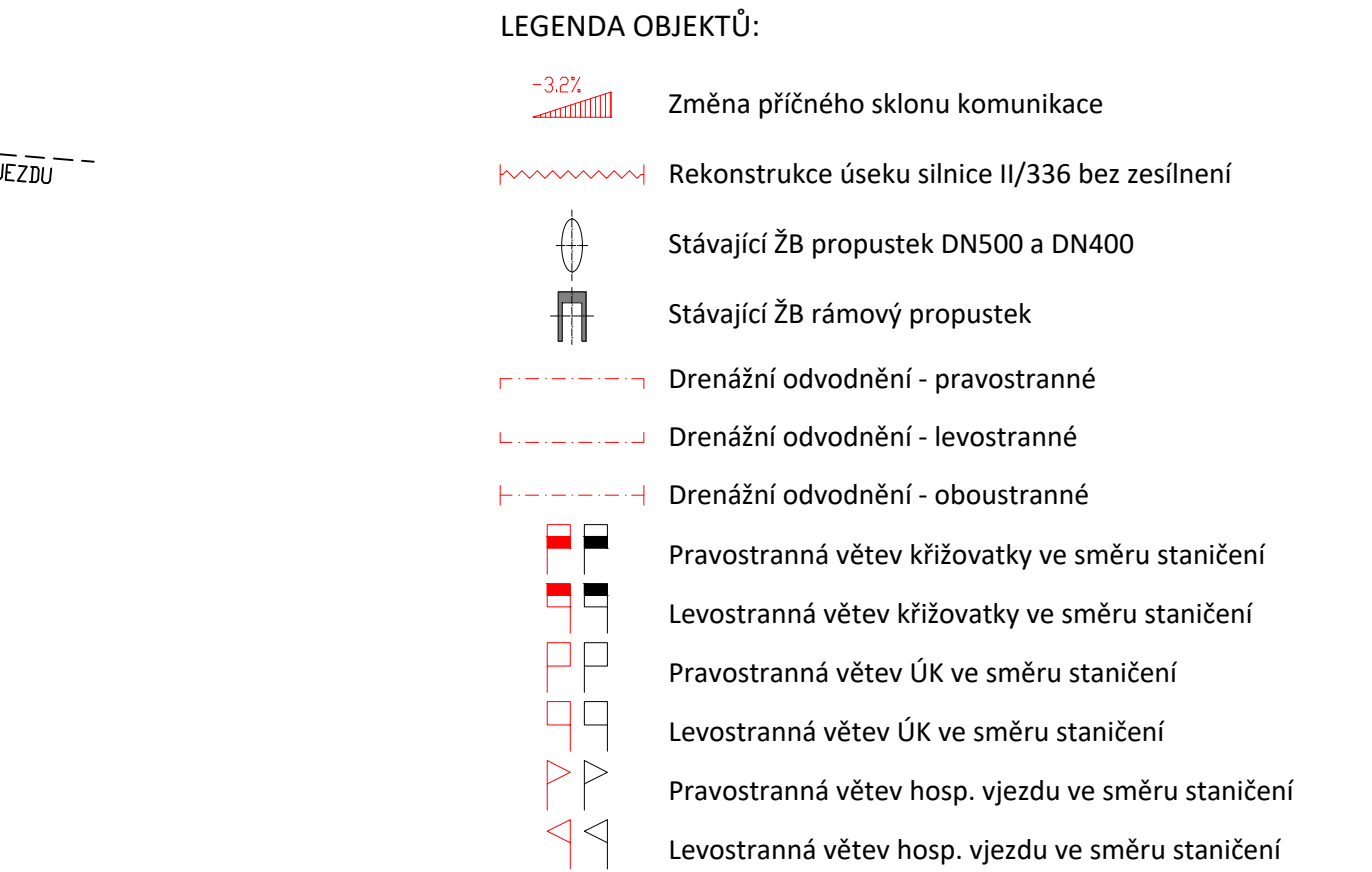 LEGENDA OBJEKTŮ:
-3.2%
Změna příčného sklonu komunikace
JEZDU
Rekonstrukce úseku silnice II/336 bez zesílnení
Stávající ŽB propustek DN500 a DN400
Stávající ŽB rámový propustek
Drenážní odvodnění - pravostranné
Drenážní odvodnění - levostranné
Drenážní odvodnění - oboustranné
Pravostranná větev křižovatky ve směru staničení
Levostranná větev křižovatky ve směru staničení
Pravostranná větev ÚK ve směru staničení
Levostranná větev ÚK ve směru staničení
Pravostranná větev hosp. vjezdu ve směru staničení
Levostranná větev hosp. vjezdu ve směru staničení